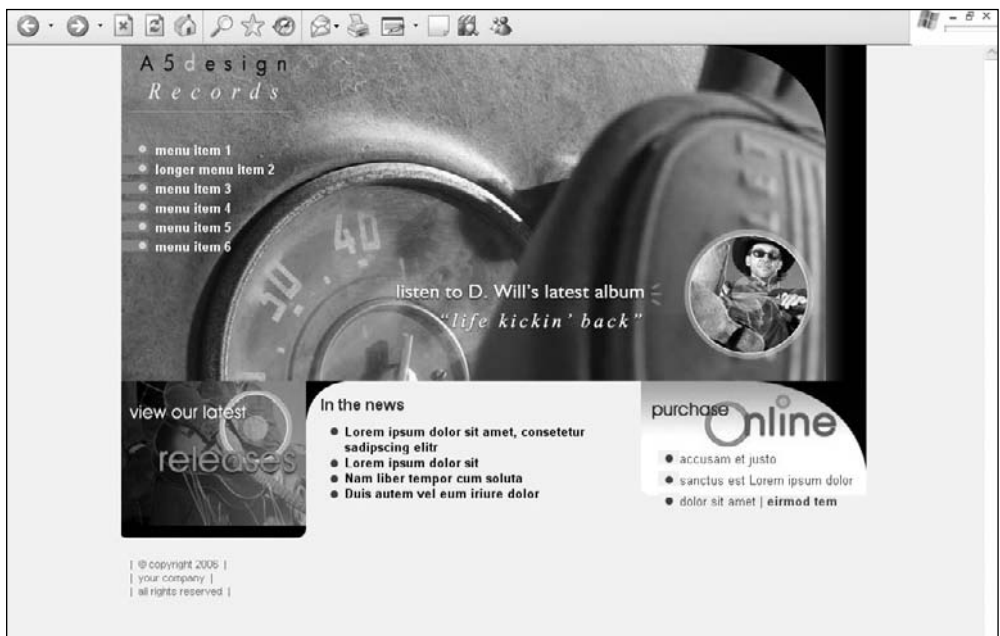 A5design
Records
menu item 1
longer menu item 2
menu item 3
menu item 4
menu item 5
menu item 6
40
30
LET
listen to D. Will's latest album
"life kickin' back"
view our latest
releases
In the news
Lorem ipsum dolor sit amet, consetetur
sadipscing elitr
Lorem ipsum dolor sit
Nam liber tempor cum soluta
Duis autem vel eum iriure dolor
purchase
Online
accusam et justo
sanctus est Lorem ipsum dolor
dolor sit amet | eirmod tem
| © copyright 2006 |
| your company |
| all rights reserved |